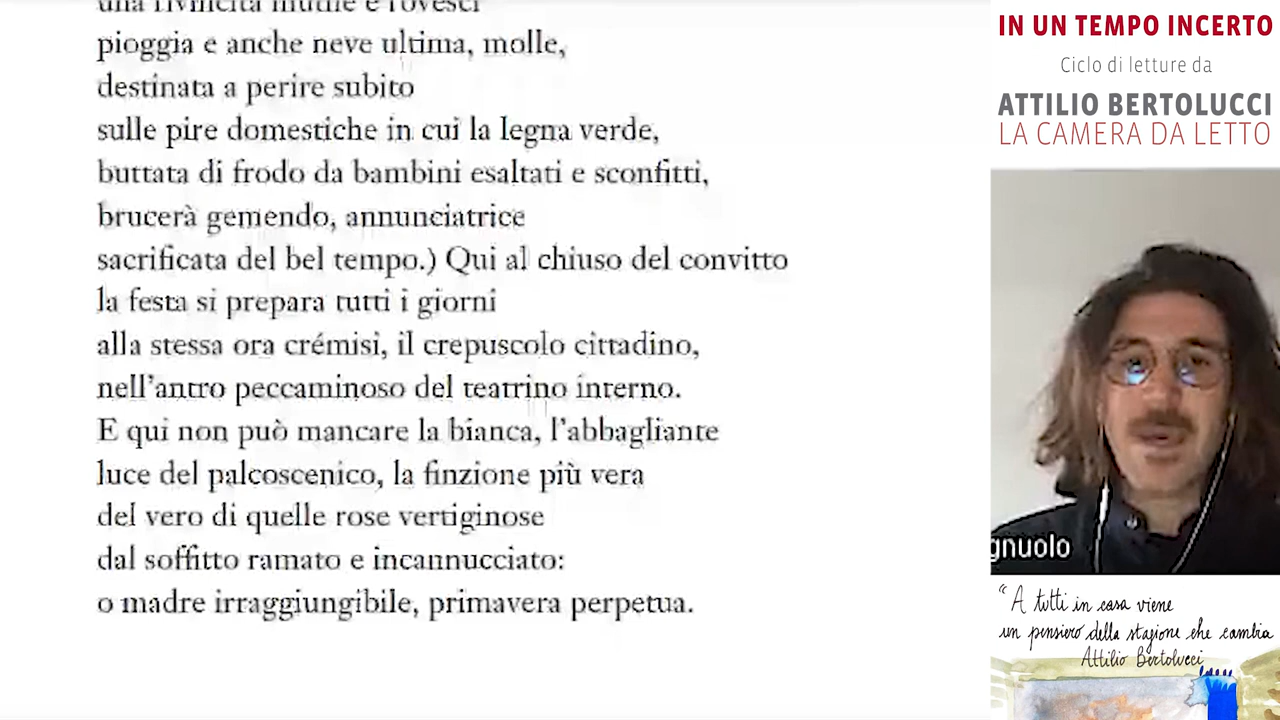 una rivincita inutile e rovesci
pioggia e anche neve ultima, molle,
destinata a perire subito
sulle pire domestiche in cui la legna verde,
buttata di frodo da bambini esaltati e sconfitti,
brucerà gemendo, annunciatrice
sacrificata del bel tempo.) Qui al chiuso del convitto
la festa si prepara tutti i giorni
alla stessa ora crémisi, il crepuscolo cittadino,
nell'antro peccaminoso del teatrino interno.
E qui non può mancare la bianca, l'abbagliante
luce del palcoscenico, la finzione più vera
del vero di quelle rose vertiginose
dal soffitto ramato e incannucciato:
o madre irraggiungibile, primavera perpetua.
IN UN TEMPO INCERTO
Ciclo di letture da
ATTILIO BERTOLUCCI
LA CAMERA DA LETTO
gnuolo
"A tutti in casa viene
un pensiero della stagione che cambia
Attilio Bertolucci